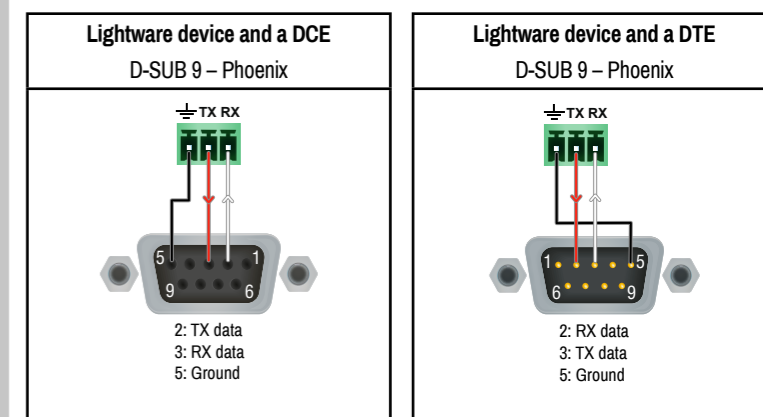 Lightware device and a DCE
D-SUB 9 – Phoenix
TX RX
5 1
9 6
2: TX data
3: RX data
5: Ground
Lightware device and a DTE
D-SUB 9 – Phoenix
TX RX
1 5
6 9
2: RX data
3: TX data
5: Ground